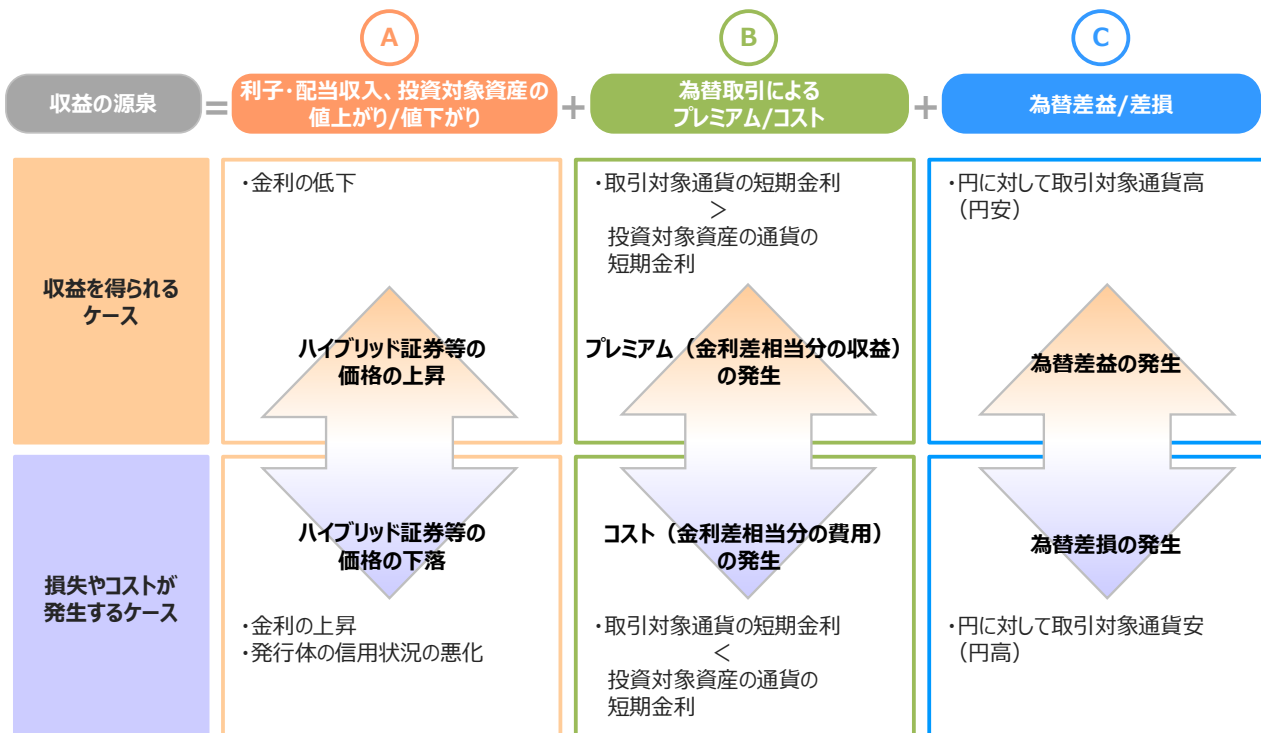 A
B
C
収益の源泉
=
利子・配当収入、投資対象資産の
値上がり/値下がり
+
為替取引による
プレミアム/コスト
+
為替差益/差損
収益を得られる
ケース
・金利の低下
ハイブリッド証券等の
価格の上昇
・取引対象通貨の短期金利
＞
投資対象資産の通貨の
短期金利
プレミアム（金利差相当分の収益）
の発生
・円に対して取引対象通貨高
（円安）
為替差益の発生
損失やコストが
発生するケース
ハイブリッド証券等の
価格の下落
・金利の上昇
・発行体の信用状況の悪化
コスト（金利差相当分の費用）
の発生
・取引対象通貨の短期金利
＜
投資対象資産の通貨の
短期金利
為替差損の発生
・円に対して取引対象通貨安
（円高）